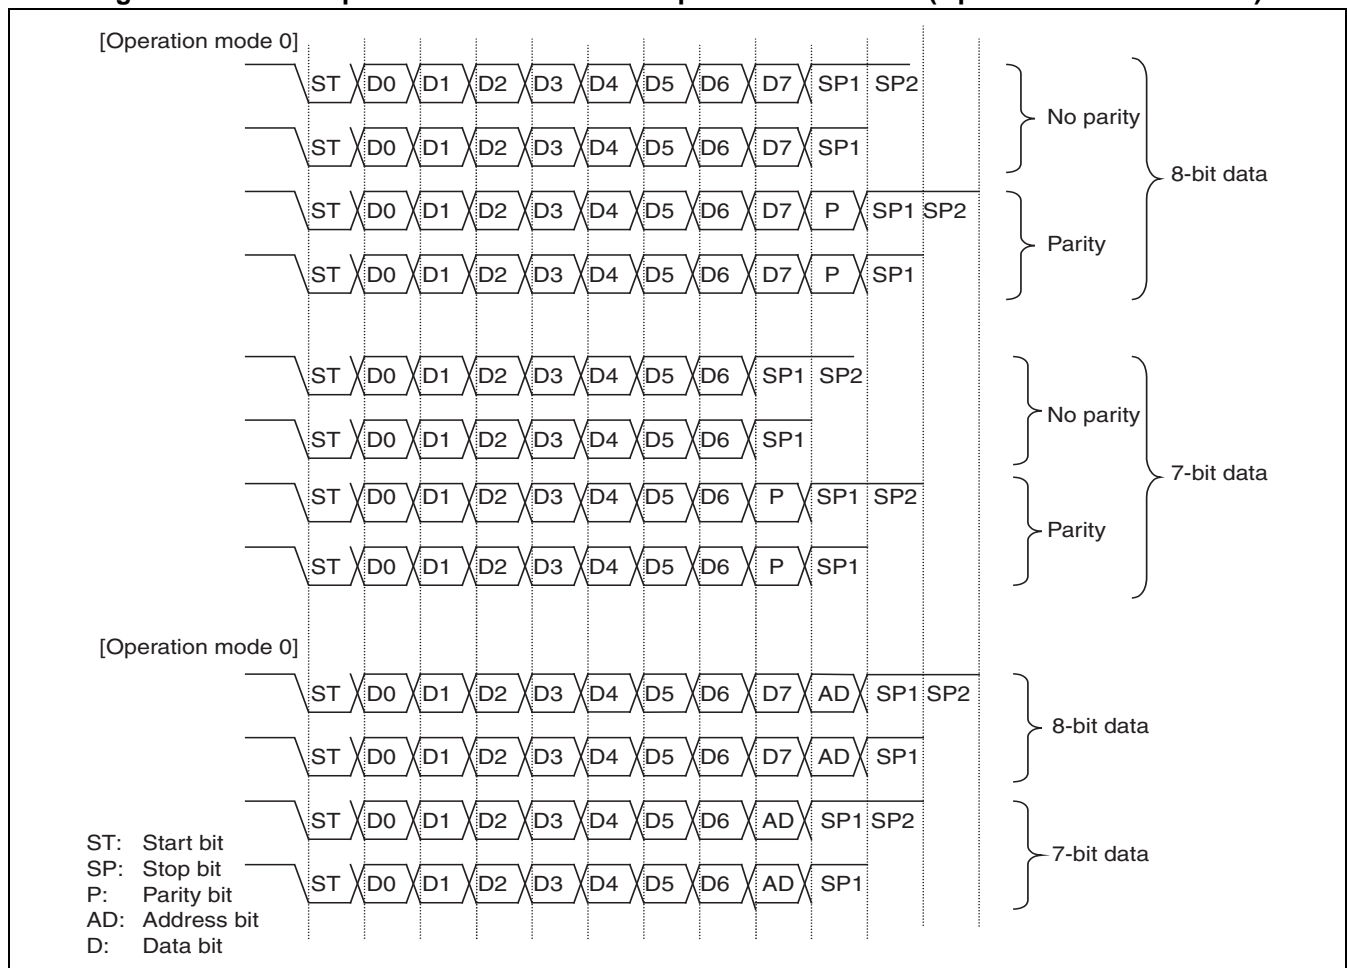 [Operation mode 0]
ST D0 D1 D2 D3 D4 D5 D6 D7 SP1 SP2
No parity
ST D0 D1 D2 D3 D4 D5 D6 D7 SP1
8-bit data
ST D0 D1 D2 D3 D4 D5 D6 D7 P SP1 SP2
Parity
ST D0 D1 D2 D3 D4 D5 D6 D7 P SP1
ST D0 D1 D2 D3 D4 D5 D6 SP1 SP2
No parity
ST D0 D1 D2 D3 D4 D5 D6 SP1
7-bit data
ST D0 D1 D2 D3 D4 D5 D6 P SP1 SP2
Parity
ST D0 D1 D2 D3 D4 D5 D6 P SP1
[Operation mode 0]
ST D0 D1 D2 D3 D4 D5 D6 D7 AD SP1 SP2
8-bit data
ST D0 D1 D2 D3 D4 D5 D6 D7 AD SP1
ST D0 D1 D2 D3 D4 D5 D6 AD SP1 SP2
7-bit data
ST D0 D1 D2 D3 D4 D5 D6 AD SP1
ST: Start bit
SP: Stop bit
P: Parity bit
AD: Address bit
D: Data bit